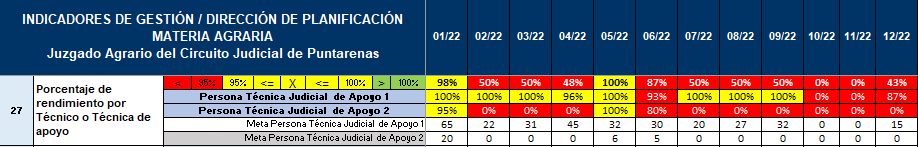 INDICADORES DE GESTIÓN / DIRECCIÓN DE PLANIFICACIÓN
MATERIA AGRARIA
Juzgado Agrario del Circuito Judicial de Puntarenas
01/22 02/22 03/22 04/22 05/22 06/22 07/22 08/22 09/22 10/22 11/22 12/22
27 Porcentaje de rendimiento por Técnico o Técnica de apoyo
< 95% 95% <= X <= 100% > 100% 98% 50% 50% 48% 100% 87% 50% 50% 50% 0% 0% 43%
Persona Técnica Judicial de Apoyo 1 100% 100% 100% 96% 100% 93% 100% 100% 100% 0% 0% 87%
Persona Técnica Judicial de Apoyo 2 95% 0% 0% 0% 100% 80% 0% 0% 0% 0% 0% 0%
Meta Persona Técnica Judicial de Apoyo 1 65 22 31 45 32 30 20 27 32 0 0 15
Meta Persona Técnica Judicial de Apoyo 2 20 0 0 0 6 5 0 0 0 0 0 0